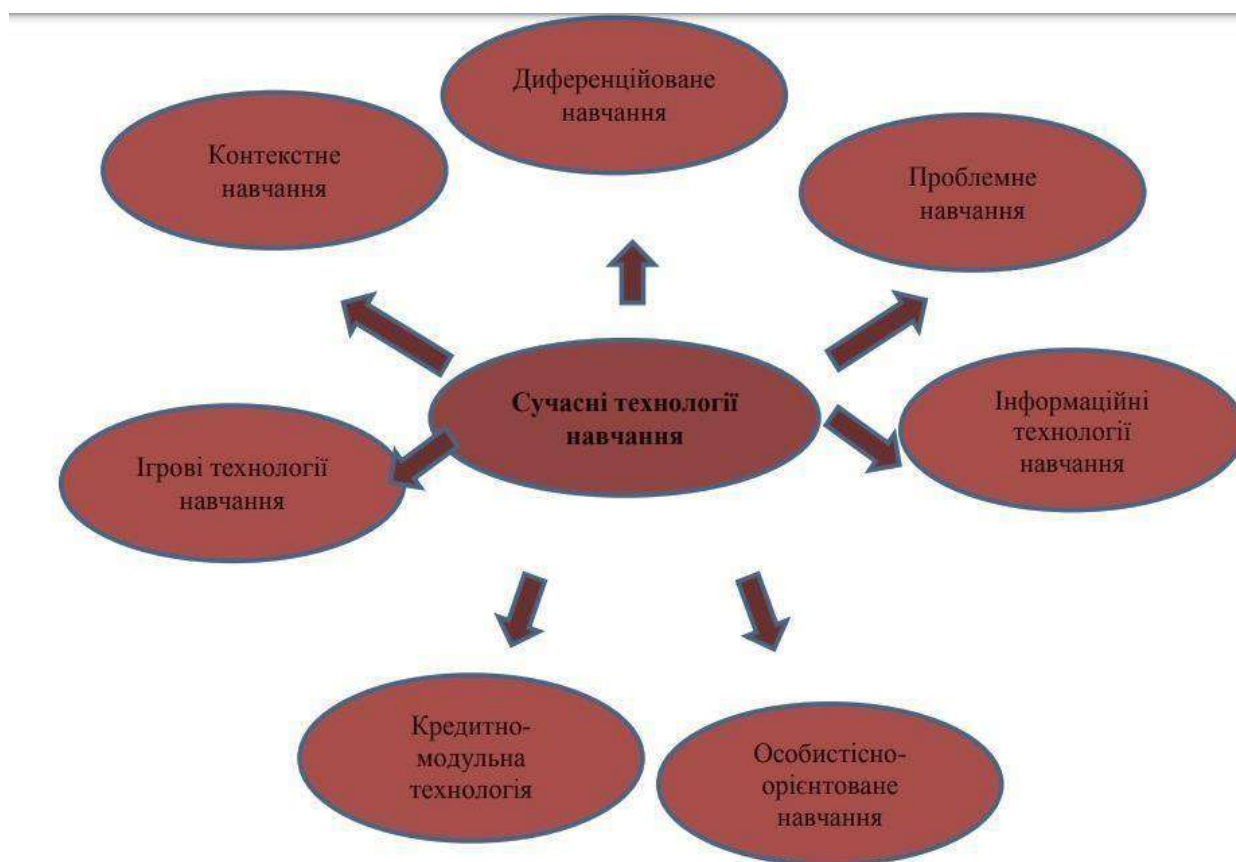 Диференційоване
навчання
Контекстне
навчання
Проблемне
навчання
Сучасні технології
навчання
Інформаційні
технології
навчання
Ігрові технології
навчання
Кредитно-
модульна
технологія
Особистісно-
орієнтоване
навчання